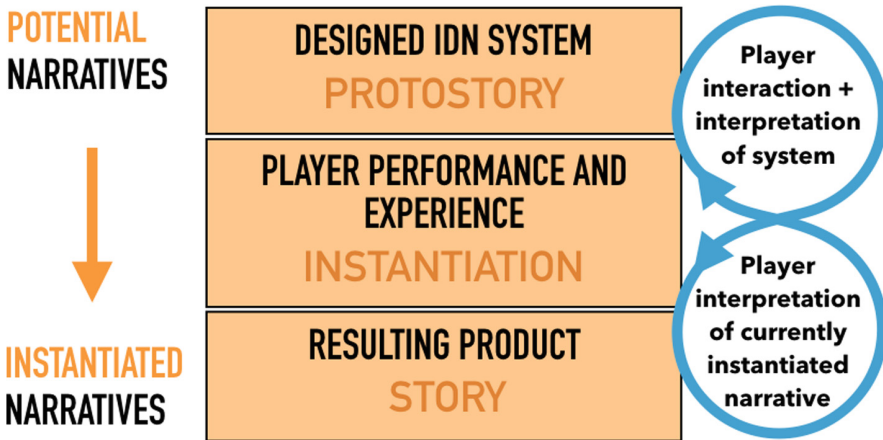 POTENTIAL
NARRATIVES
INSTANTIATED
NARRATIVES
DESIGNED IDN SYSTEM
PROTOSTORY
PLAYER PERFORMANCE AND
EXPERIENCE
INSTANTIATION
RESULTING PRODUCT
STORY
Player
interaction +
interpretation
of system
Player
interpretation
of currently
instantiated
narrative